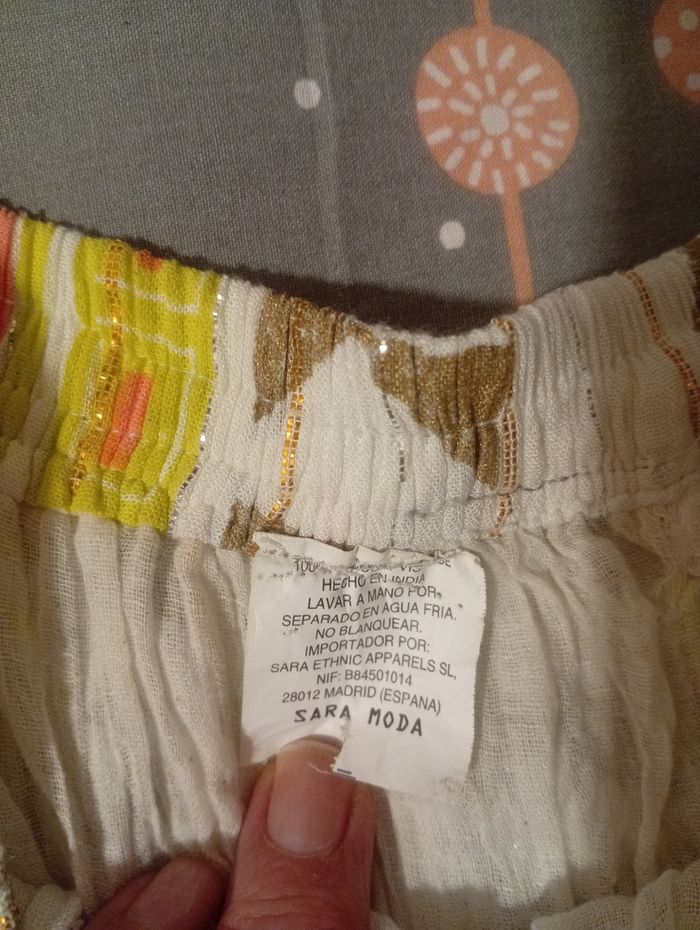 HECHO EN INDIA
LAVAR A MANO POR
SEPARADO EN AGUA FRIA.
NO BLANQUEAR.
IMPORTADOR POR:
SARA ETHNIC APPARELS SL,
NIF: B84501014
28012 MADRID (ESPANA)
SARA MODA